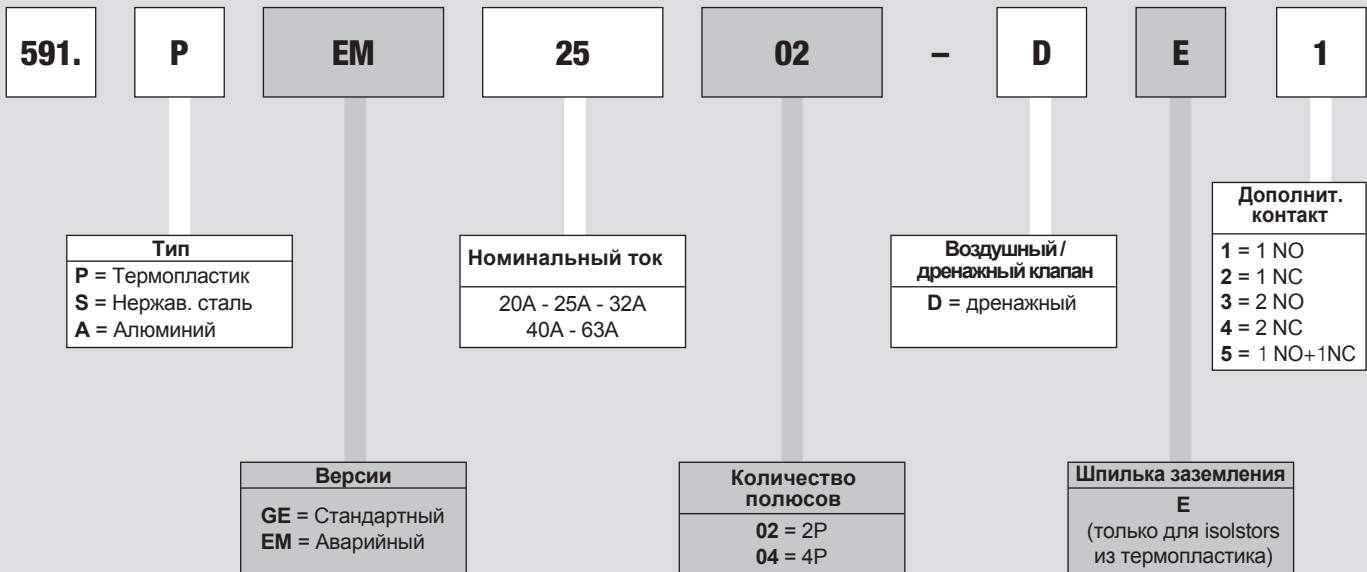 591. P EM 25 02 – D E 1
Тип
P = Термопластик
S = Нержав. сталь
A = Алюминий
Номинальный ток
20A - 25A - 32A
40A - 63A
Воздушный /
дренажный клапан
D = дренажный
Дополнит.
контакт
1 = 1 NO
2 = 1 NC
3 = 2 NO
4 = 2 NC
5 = 1 NO+1NC
Версии
GE = Стандартный
EM = Аварийный
Количество
полюсов
02 = 2P
04 = 4P
Шпилька заземления
E
(только для isolstors
из термопластика)